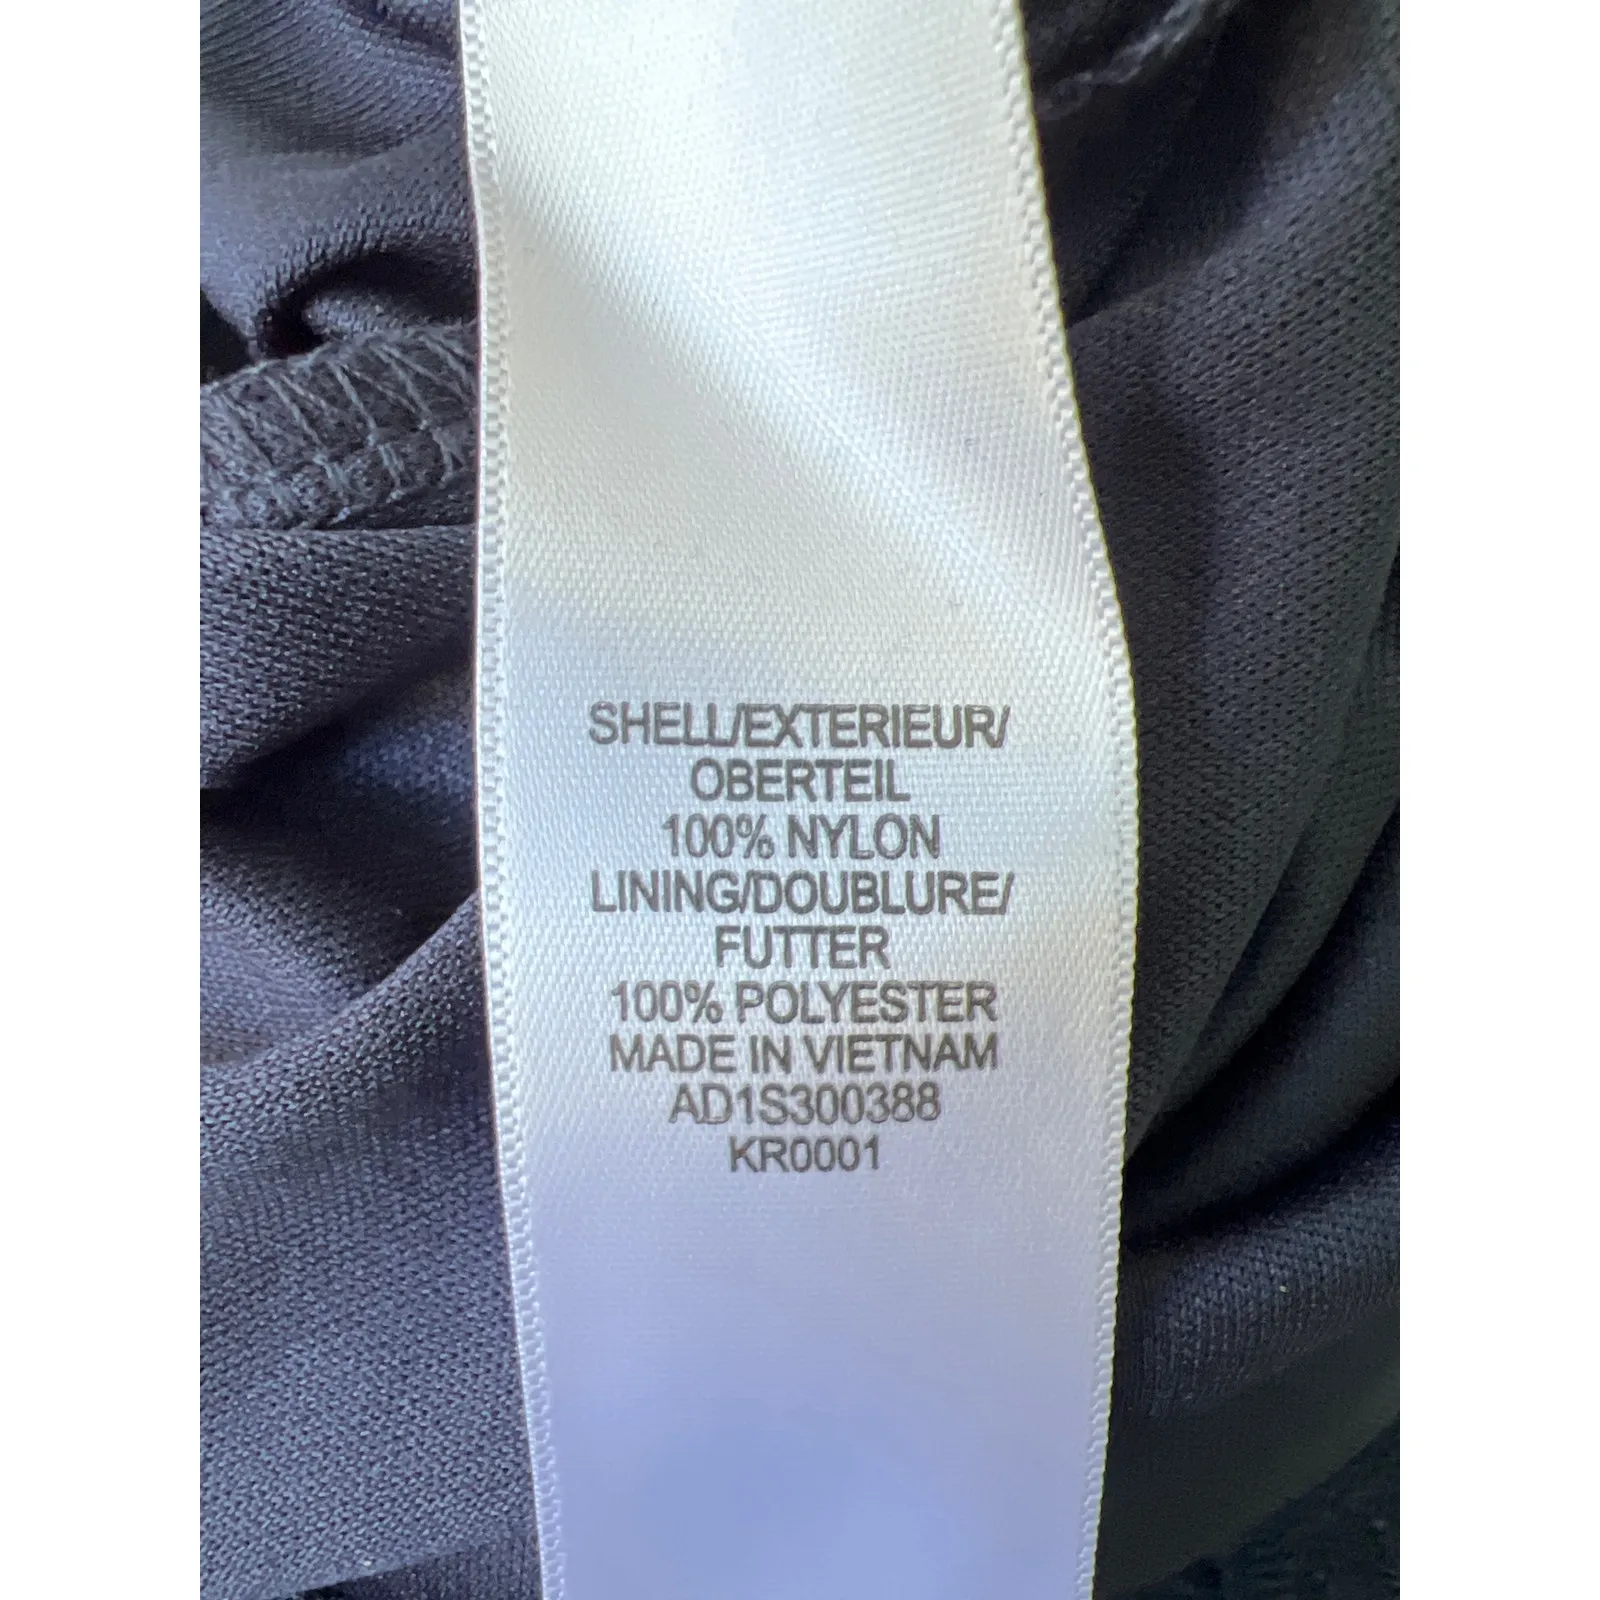 SHELL/EXTERIEUR/
OBERTEIL
100% NYLON
LINING/DOUBLURE/
FUTTER
100% POLYESTER
MADE IN VIETNAM
AD1S300388
KR0001